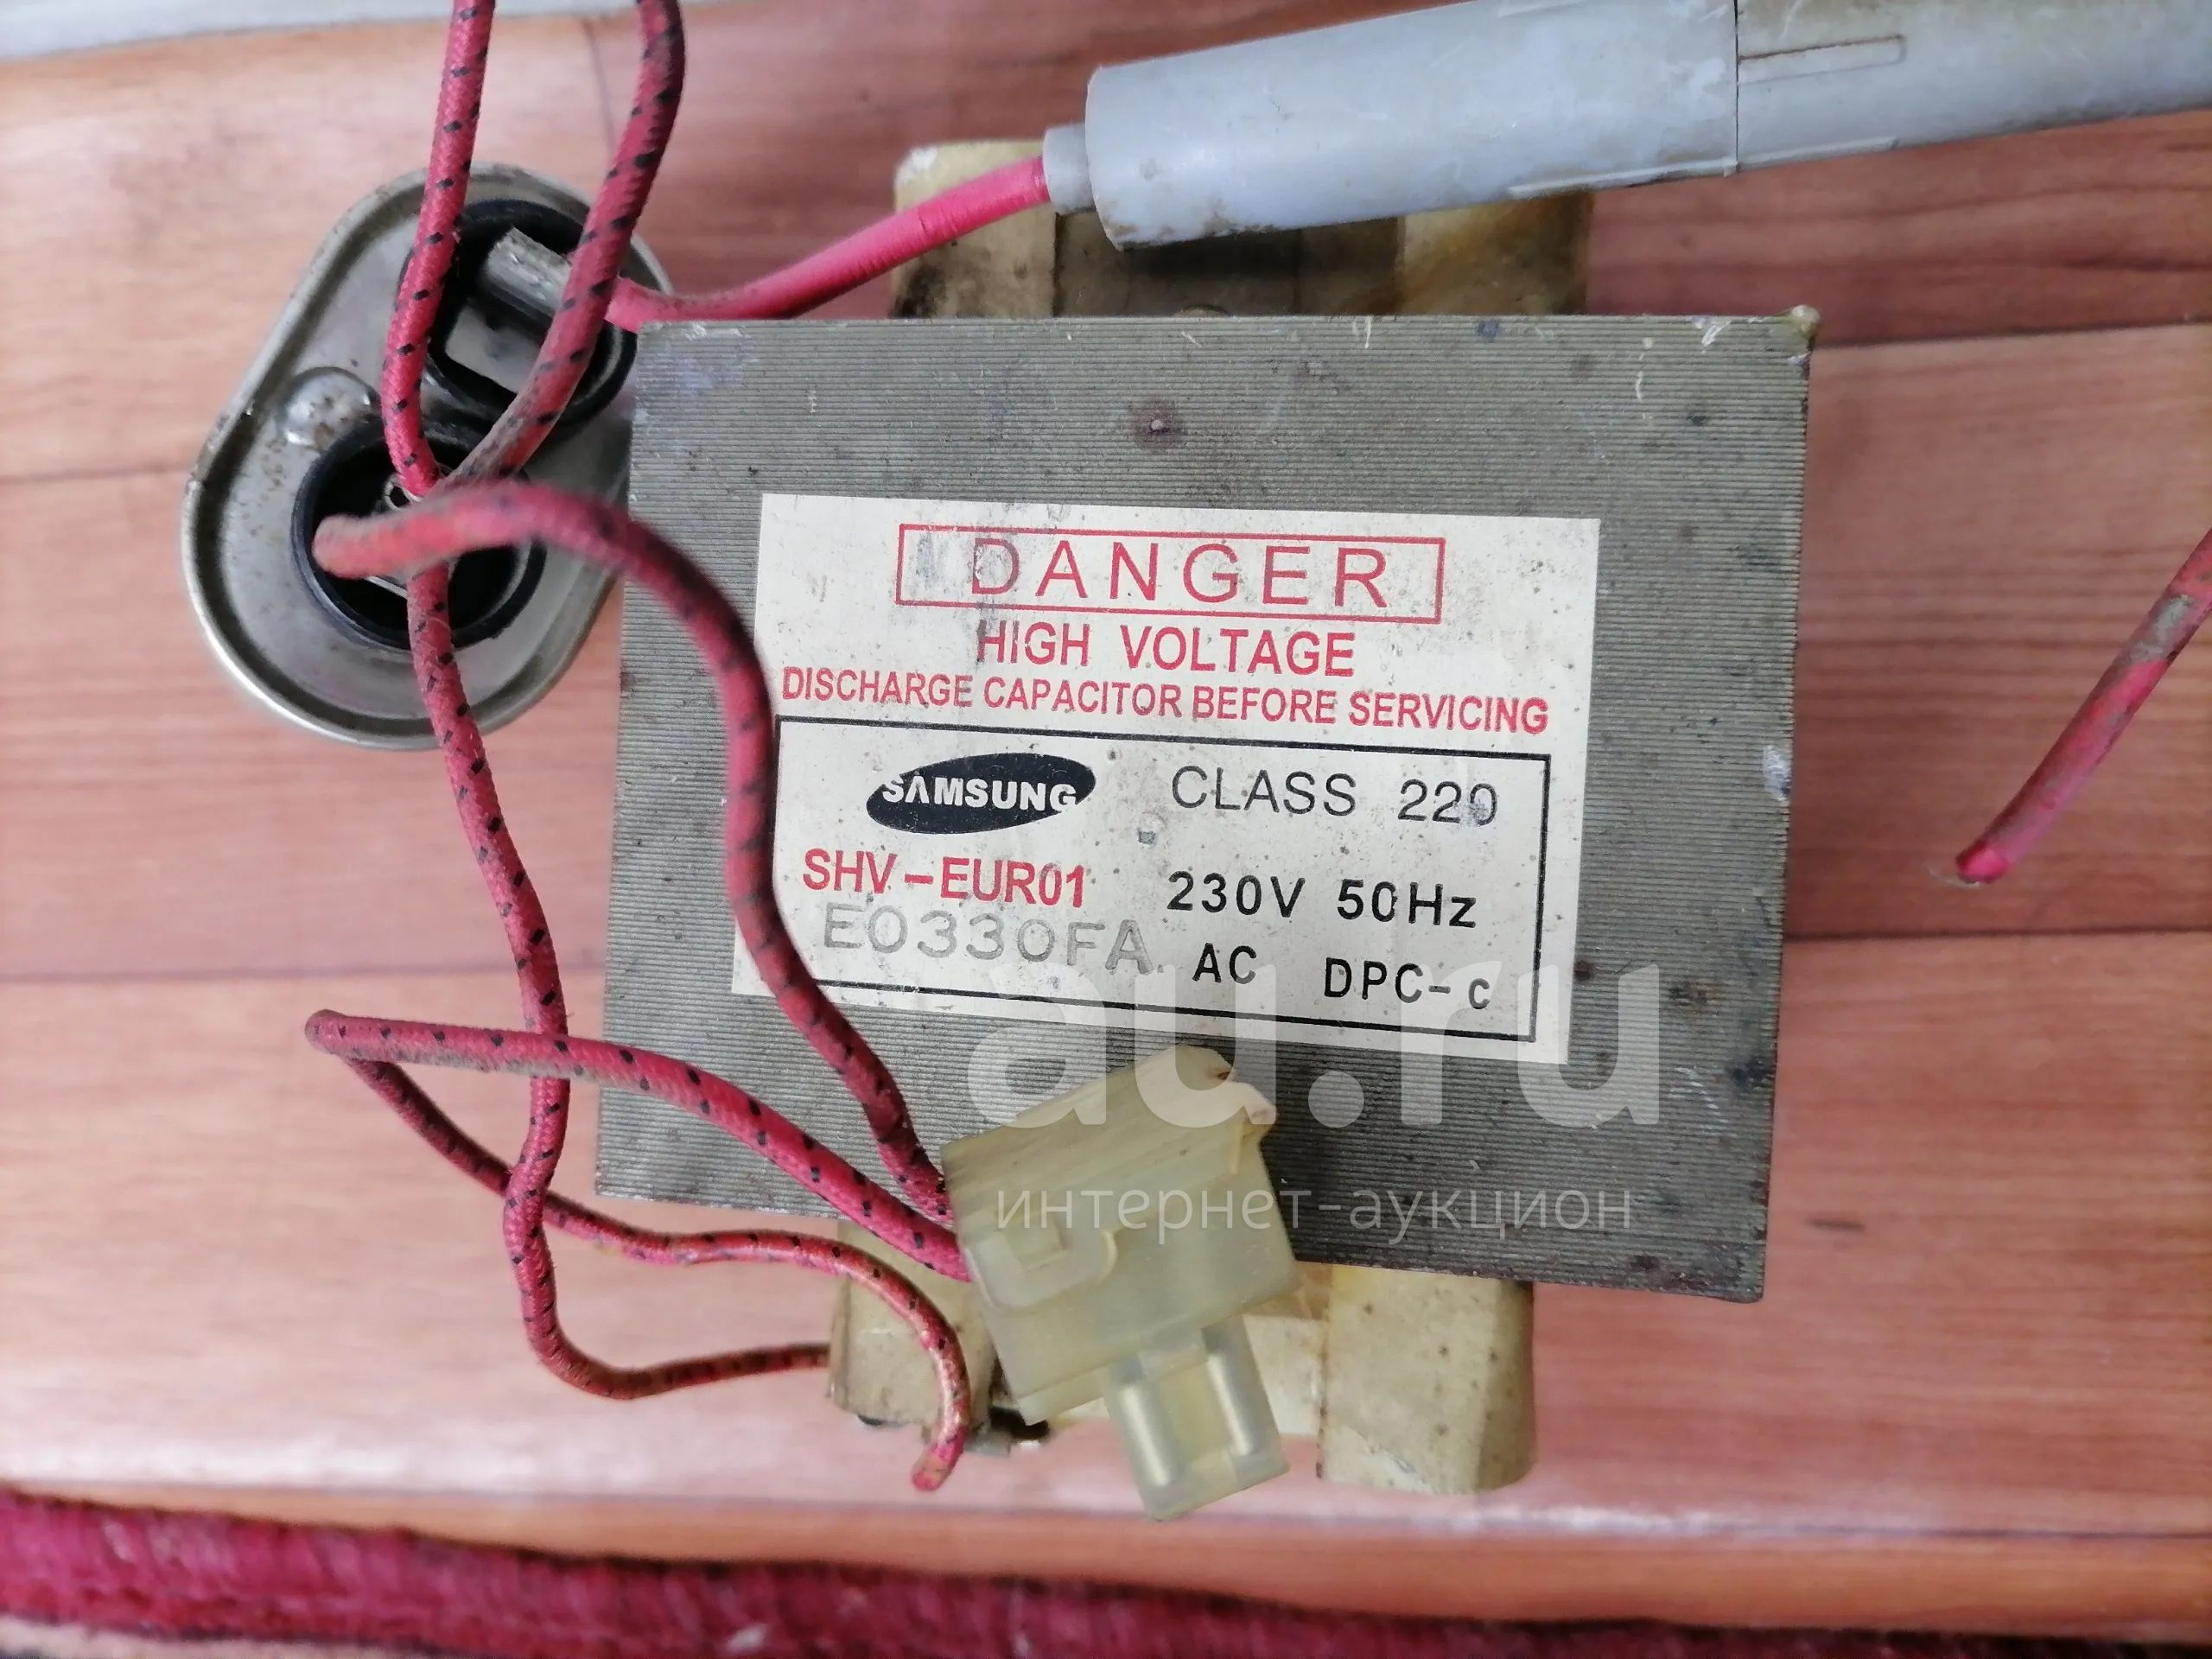 DANGER
HIGH VOLTAGE
DISCHARGE CAPACITOR BEFORE SERVICING
SAMSUNG CLASS 220
SHV-EUR01 230V 50Hz
E0330FA AC DPC-c
au.ru
интернет-аукцион